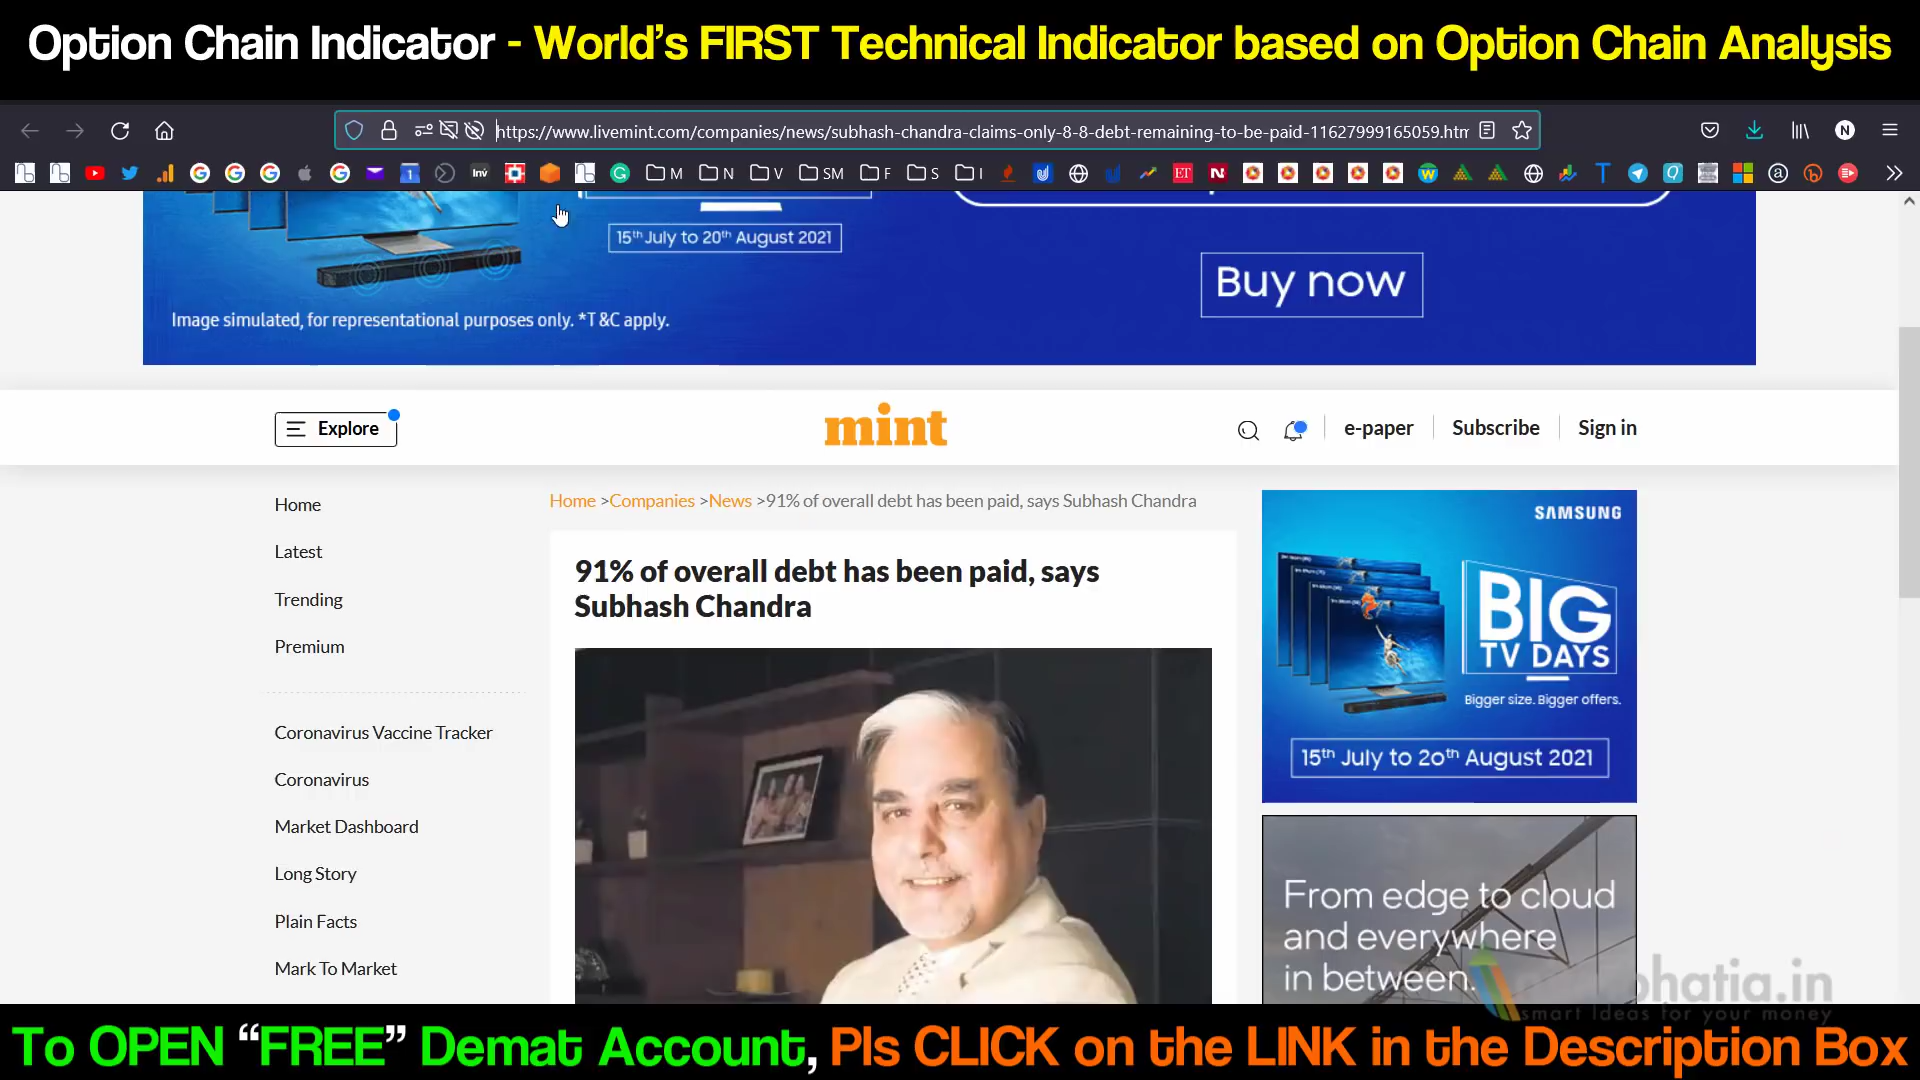 Option Chain Indicator - World's FIRST Technical Indicator based on Option Chain Analysis
https://www.livemint.com/companies/news/subhash-chandra-claims-only-8-8-debt-remaining-to-be-paid-11627999165059.htm
N
1 Inv M N V SM F S I ET N
15th July to 20th August 2021
Buy now
Image simulated, for representational purposes only. *T&C apply.
Explore
mint
e-paper
Subscribe
Sign in
Home
Latest
Trending
Premium
Coronavirus Vaccine Tracker
Coronavirus
Market Dashboard
Long Story
Plain Facts
Mark To Market
Home >Companies >News >91% of overall debt has been paid, says Subhash Chandra
91% of overall debt has been paid, says
Subhash Chandra
SAMSUNG
BIG
TV DAYS
Bigger size. Bigger offers.
15th July to 20th August 2021
From edge to cloud
and everywhere
in between.
bhatia.in
smart ideas for your money
To OPEN "FREE" Demat Account, Pls CLICK on the LINK in the Description Box